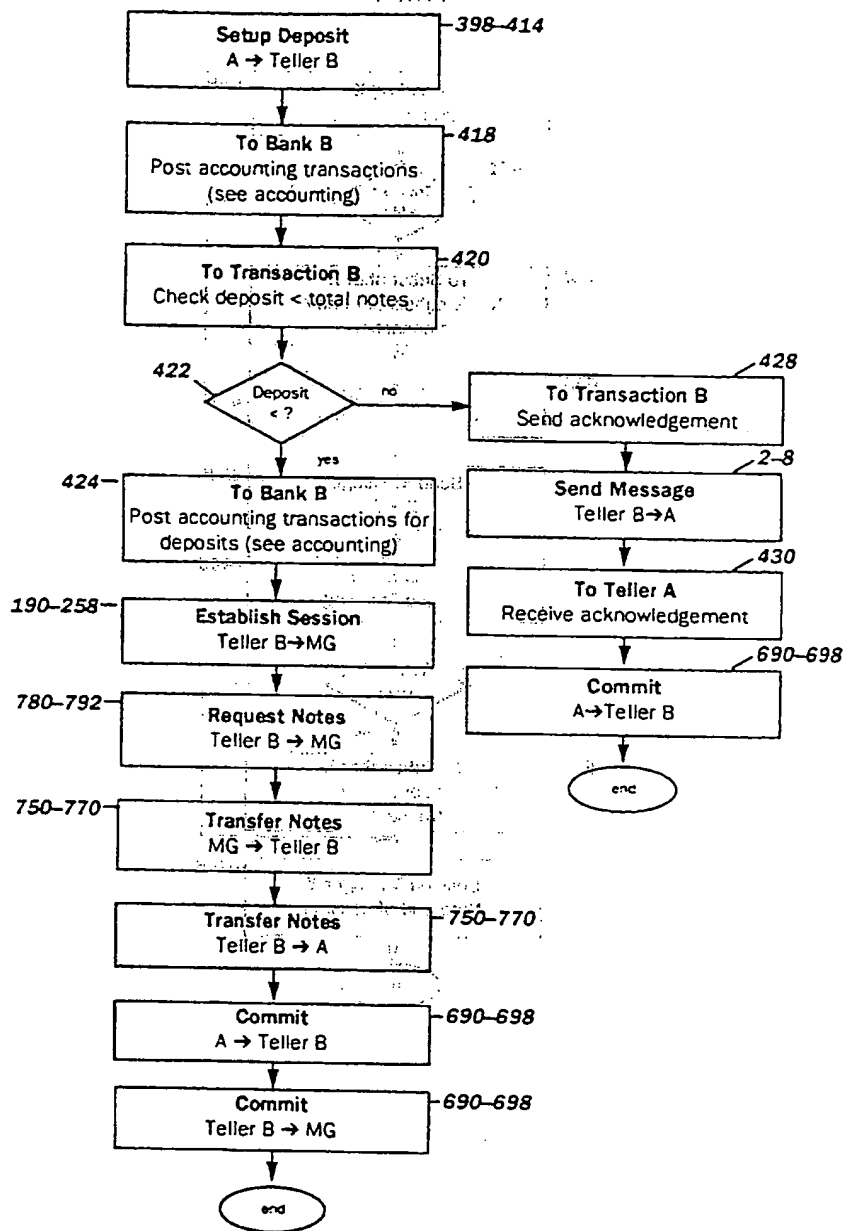 398–414
Setup Deposit
A → Teller B
418
To Bank B
Post accounting transactions
(see accounting)
420
To Transaction B
Check deposit < total notes
422
Deposit
< ?
no
yes
428
To Transaction B
Send acknowledgement
2–8
Send Message
Teller B→A
430
To Teller A
Receive acknowledgement
690–698
Commit
A→Teller B
end
424
To Bank B
Post accounting transactions for
deposits (see accounting)
190–258
Establish Session
Teller B→MG
780–792
Request Notes
Teller B → MG
750–770
Transfer Notes
MG → Teller B
750–770
Transfer Notes
Teller B → A
690–698
Commit
A → Teller B
690–698
Commit
Teller B → MG
end